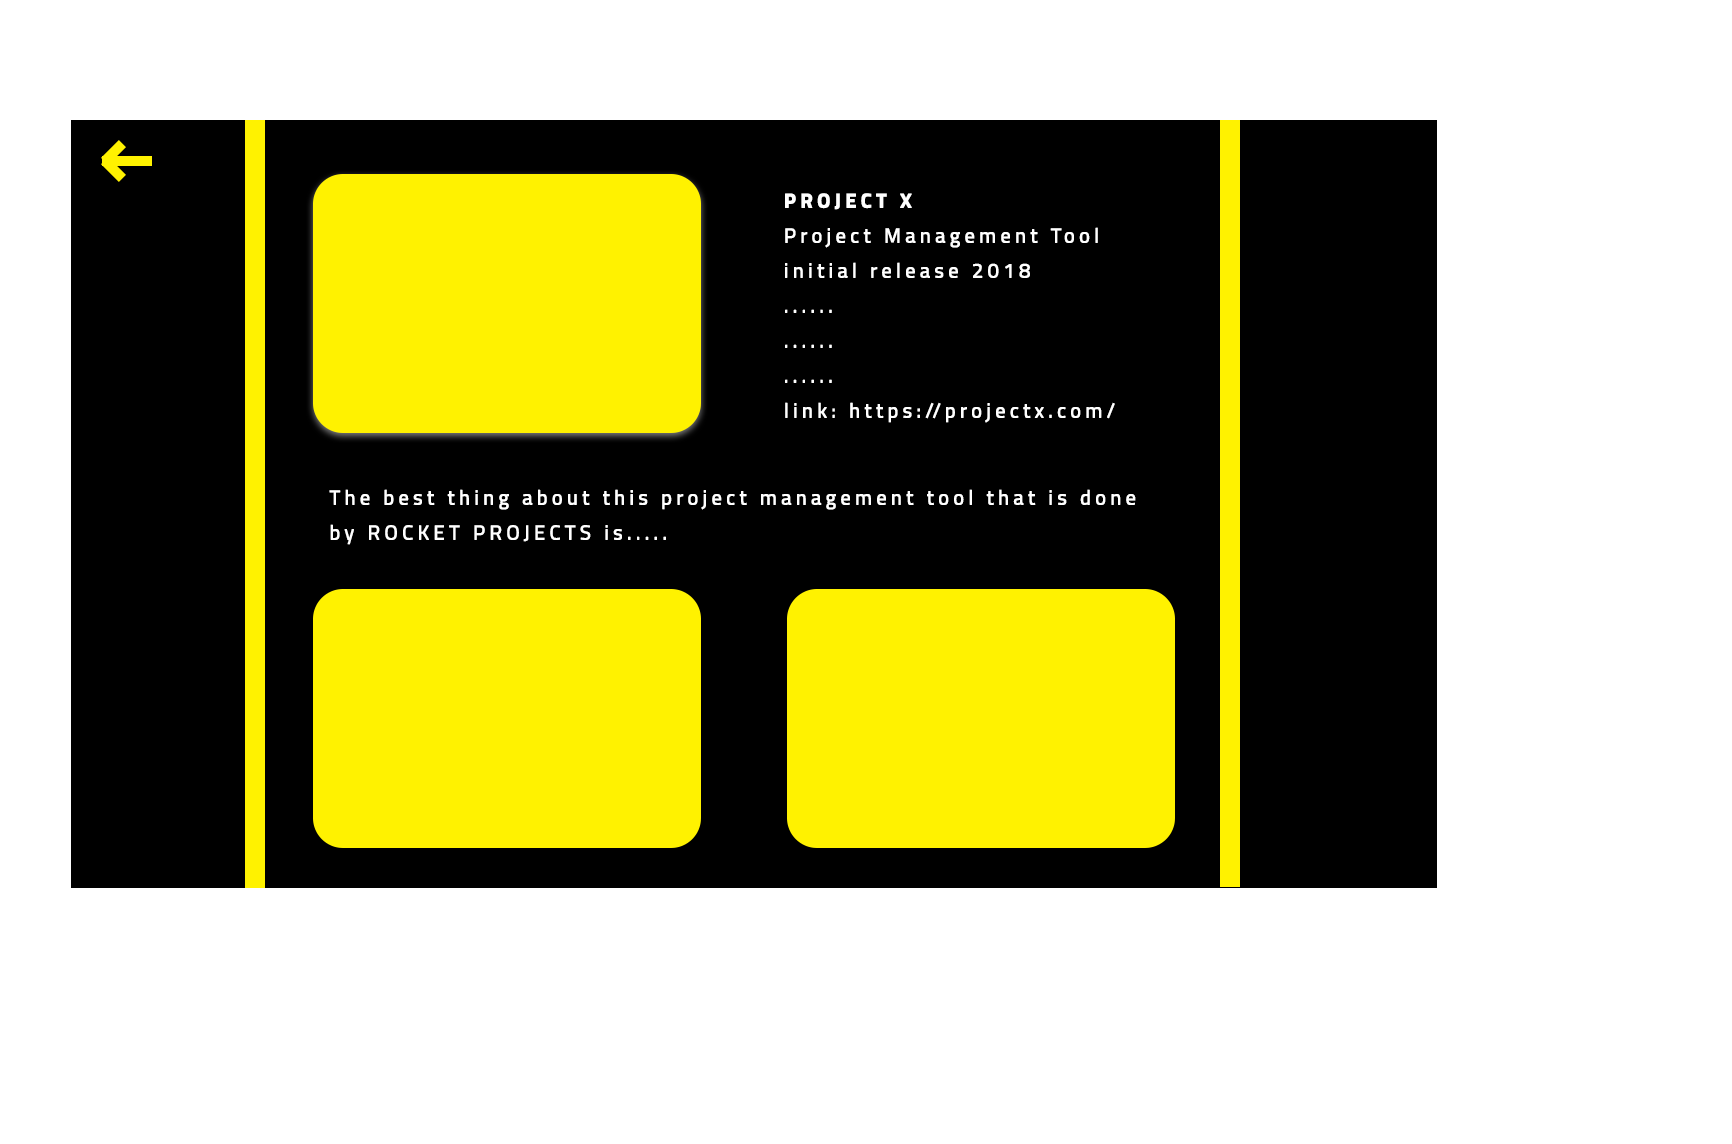 PROJECT X
Project Management Tool
initial release 2018
......
......
......
link: https://projectx.com/
The best thing about this project management tool that is done
by ROCKET PROJECTS is.....